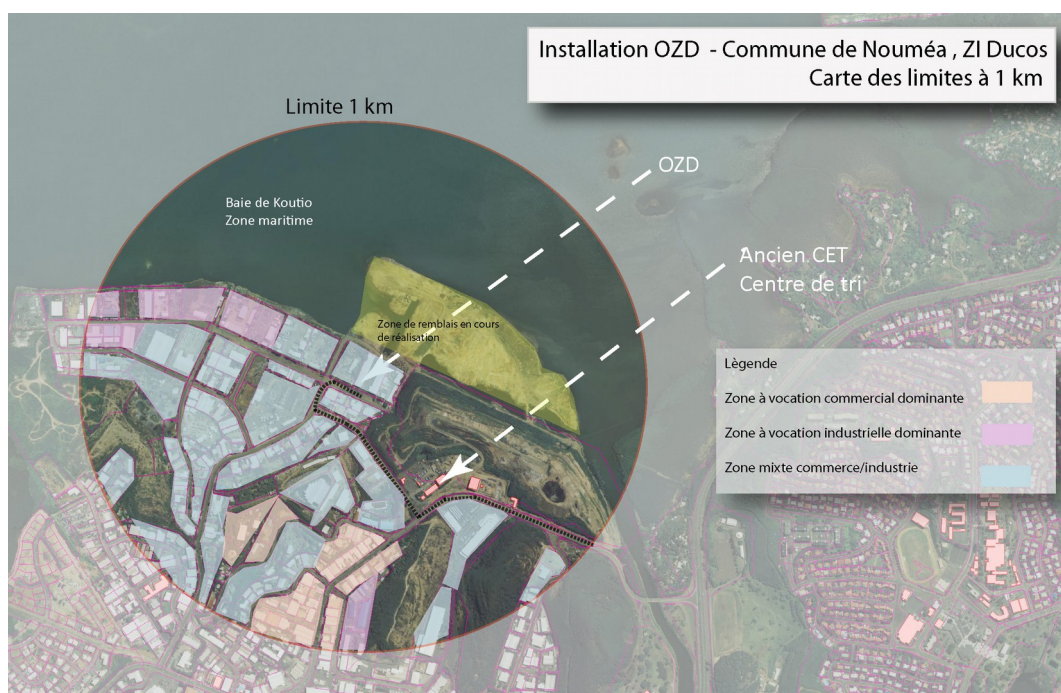 Installation OZD - Commune de Nouméa , ZI Ducos
Carte des limites à 1 km
Limite 1 km
OZD
Baie de Koutio
Zone maritime
Ancien CET
Centre de tri
Zone de remblais en cours
de réalisation
Lègende
Zone à vocation commercial dominante
Zone à vocation industrielle dominante
Zone mixte commerce/industrie